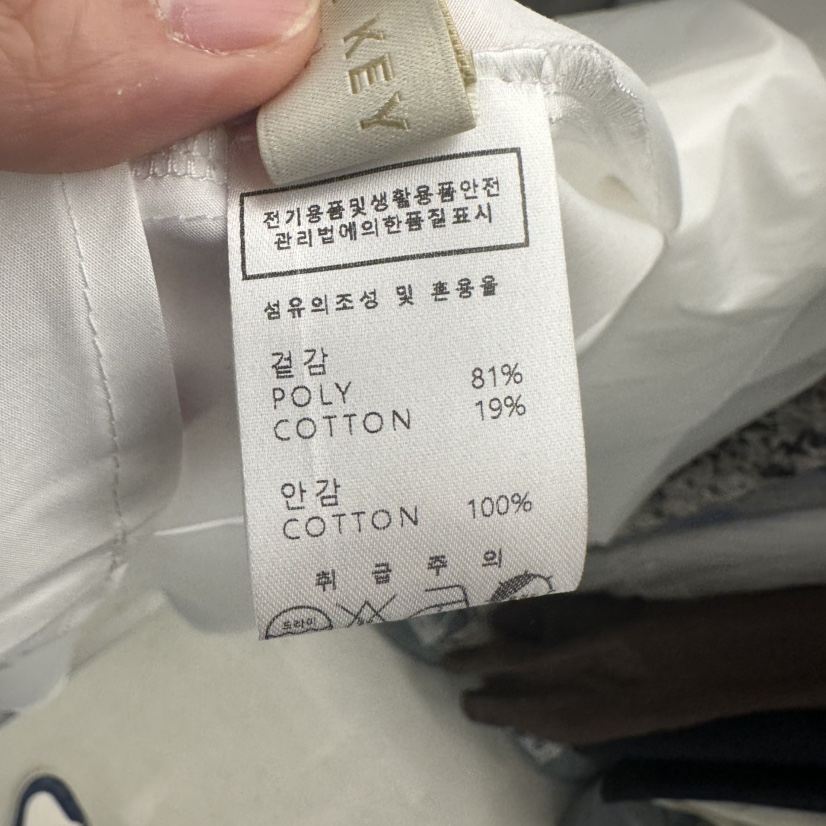 KEY
전기용품및생활용품안전
관리법에의한품질표시
섬유의조성 및 혼용율
겉감
POLY 81%
COTTON 19%
안감
COTTON 100%
취급주의
드라이